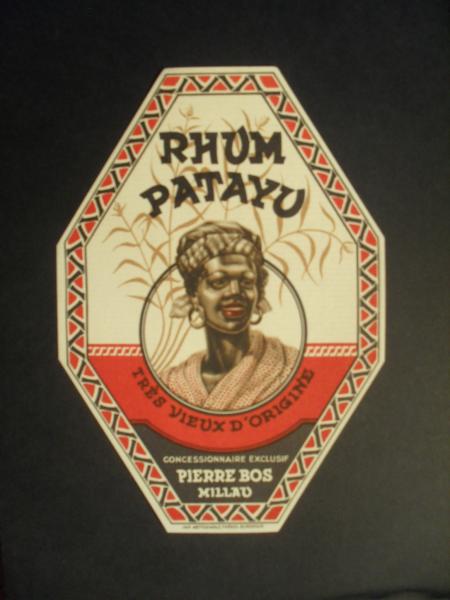 RHUM
PATAYU
TRÈS VIEUX D'ORIGINE
CONCESSIONNAIRE EXCLUSIF
PIERRE BOS
MILLAU